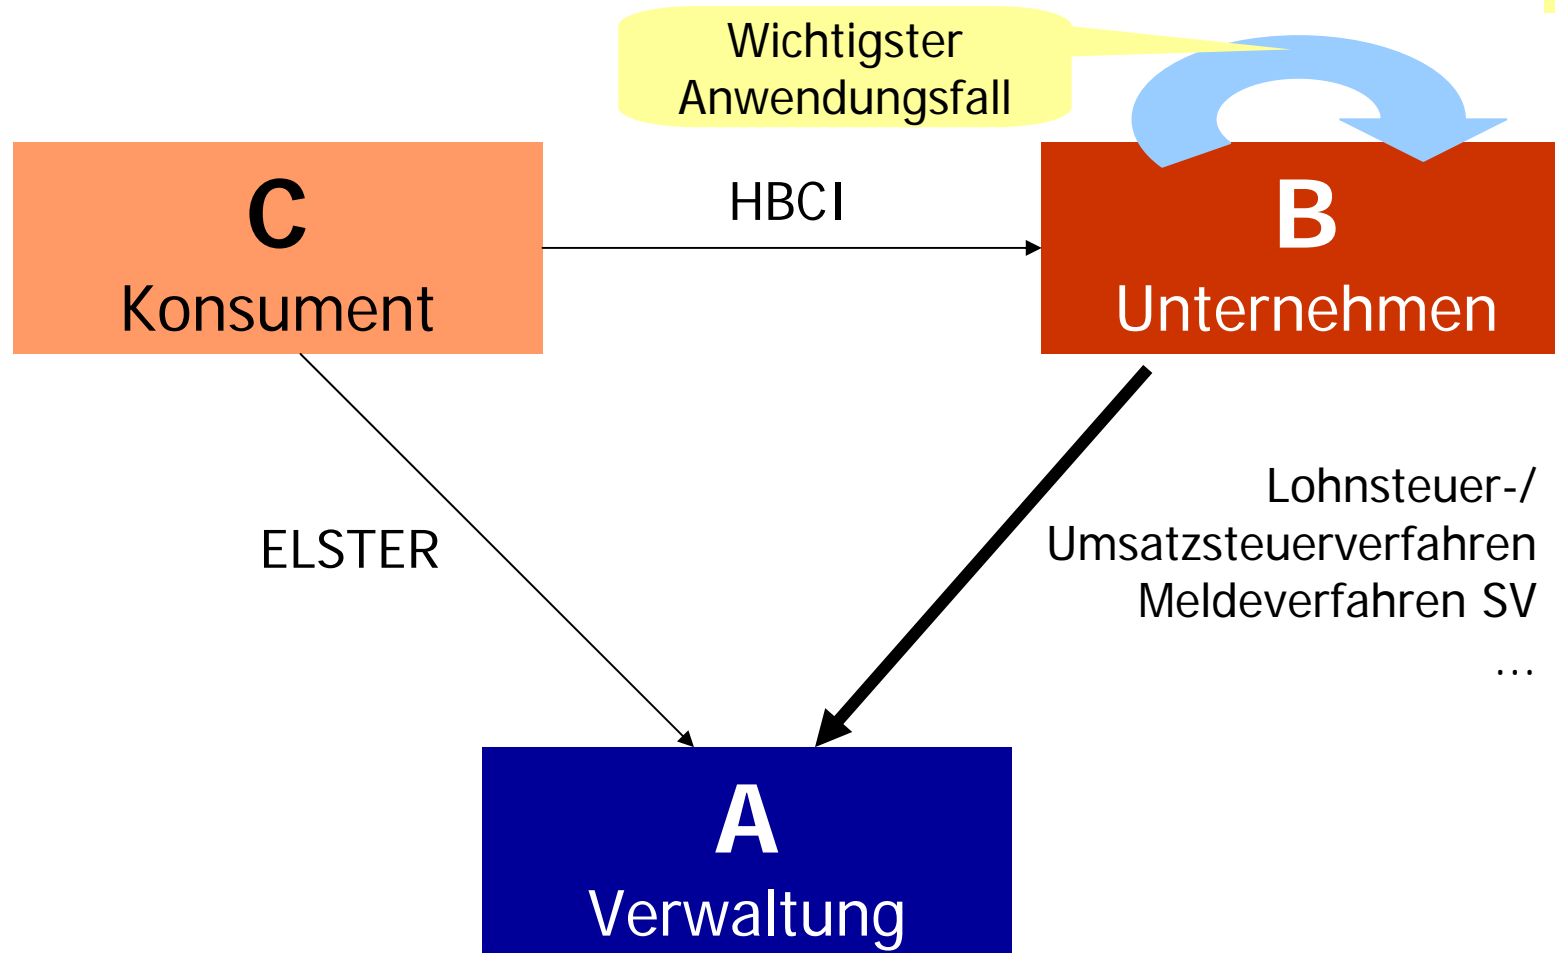 Wichtigster
Anwendungsfall
C
Konsument
HBCI
B
Unternehmen
ELSTER
Lohnsteuer-/
Umsatzsteuerverfahren
Meldeverfahren SV
...
A
Verwaltung